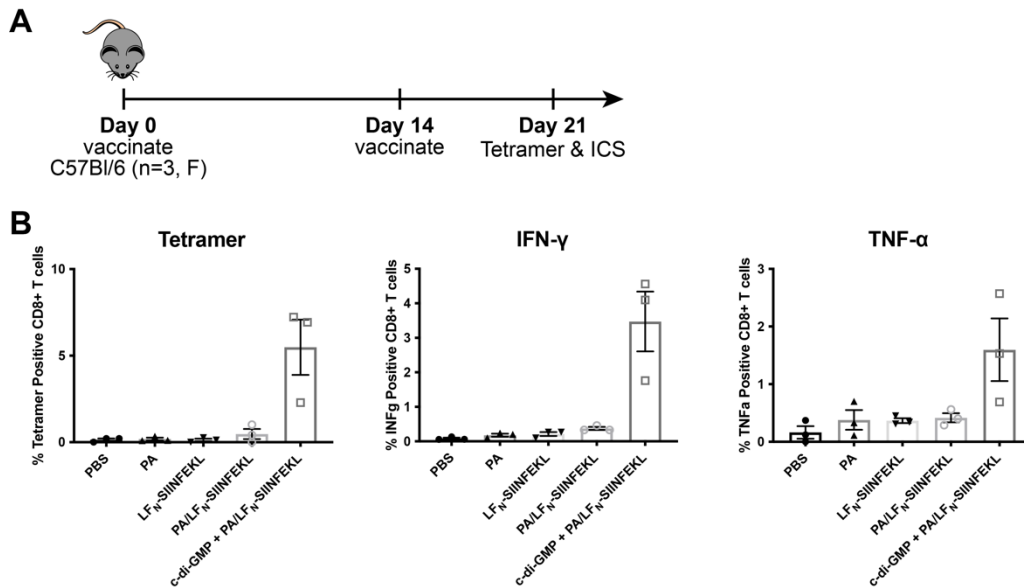 A
Day 0
vaccinate
C57Bl/6 (n=3, F)
Day 14
vaccinate
Day 21
Tetramer & ICS
B
Tetramer
% Tetramer Positive CD8+ T cells
10
5
0
PBS
PA
LFN-SIINFEKL
PA/LFN-SIINFEKL
c-di-GMP + PA/LFN-SIINFEKL
IFN-γ
% INFg Positive CD8+ T cells
5
4
3
2
1
0
PBS
PA
LFN-SIINFEKL
PA/LFN-SIINFEKL
c-di-GMP + PA/LFN-SIINFEKL
TNF-α
% TNFa Positive CD8+ T cells
3
2
1
0
PBS
PA
LFN-SIINFEKL
PA/LFN-SIINFEKL
c-di-GMP + PA/LFN-SIINFEKL